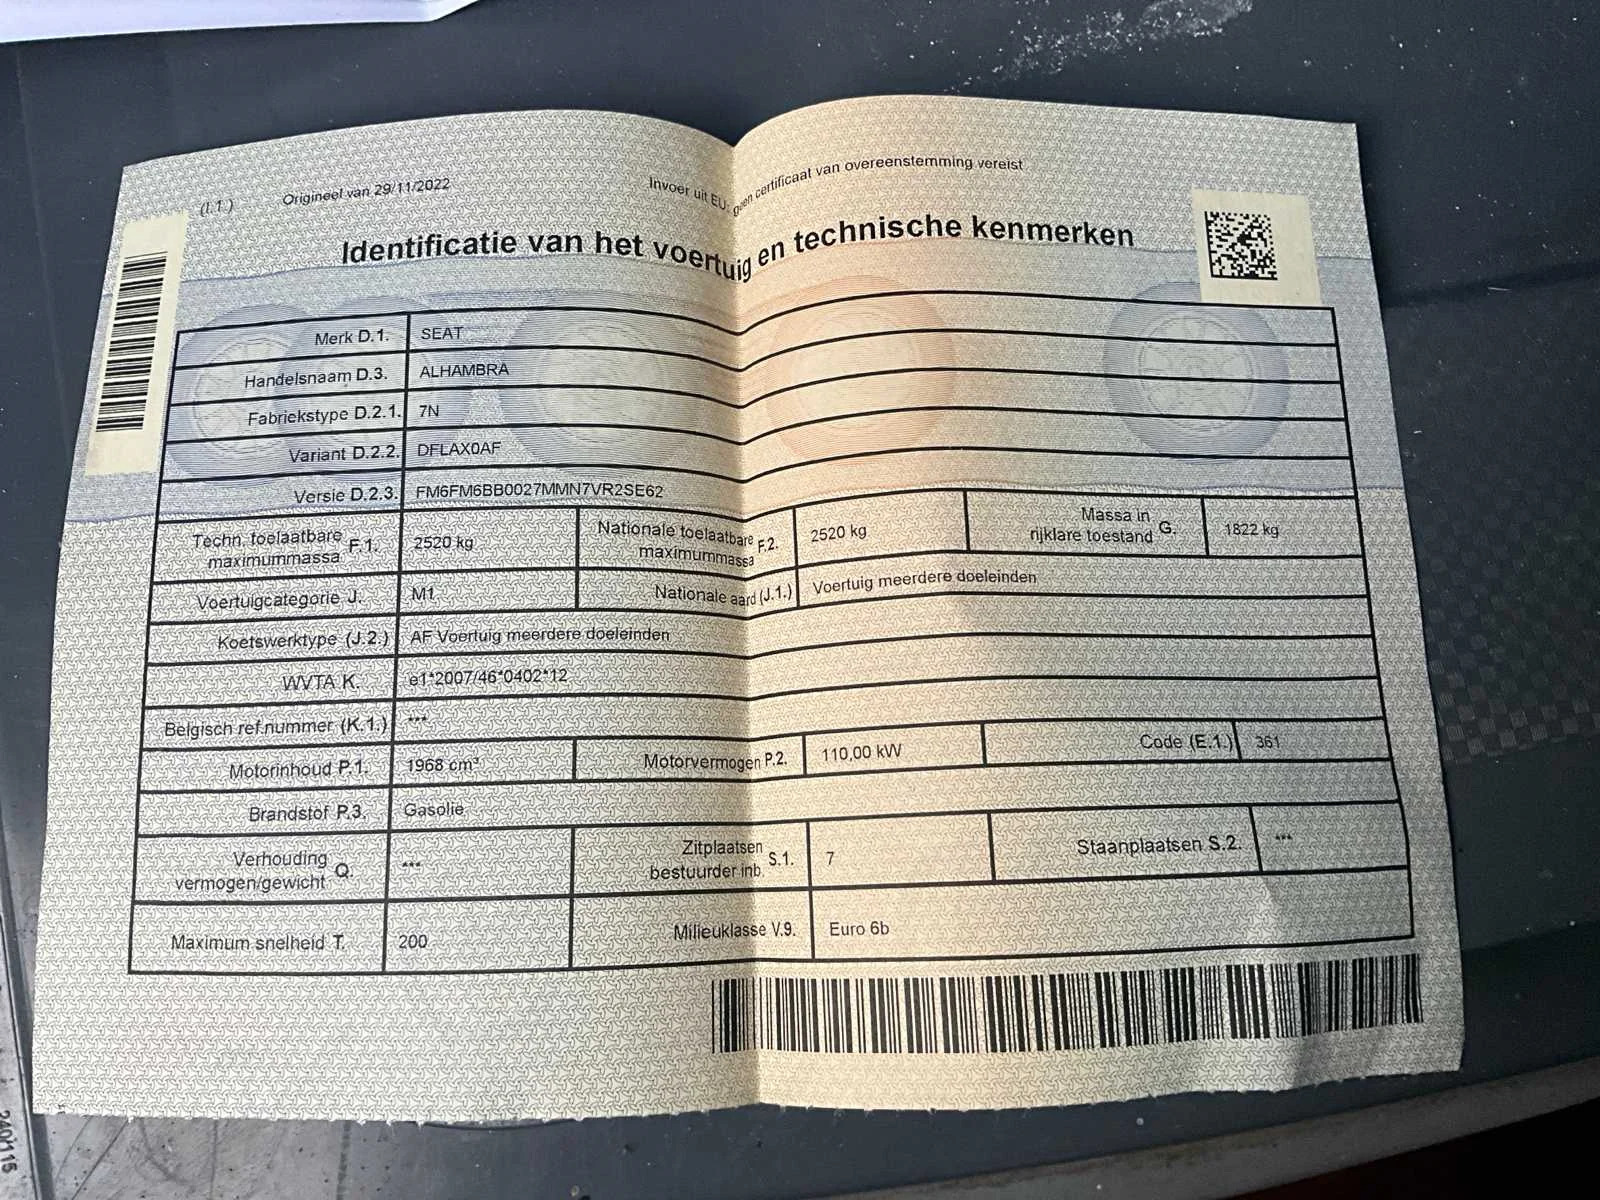 (I.1.) Origineel van 29/11/2022 Invoer uit EU, geen certificaat van overeenstemming vereist
Identificatie van het voertuig en technische kenmerken
Merk D.1. SEAT
Handelsnaam D.3. ALHAMBRA
Fabriekstype D.2.1. 7N
Variant D.2.2. DFLAX0AF
Versie D.2.3. FM6FM6BB0027MMN7VR2SE62
Techn. toelaatbare maximummassa F.1. 2520 kg Nationale toelaatbare maximummassa F.2. 2520 kg Massa in rijklare toestand G. 1822 kg
Voertuigcategorie J. M1 Nationale aard (J.1.) Voertuig meerdere doeleinden
Koetswerktype (J.2.) AF Voertuig meerdere doeleinden
WVTA K. e1*2007/46*0402*12
Belgisch ref.nummer (K.1.) ***
Motorinhoud P.1. 1968 cm³ Motorvermogen P.2. 110,00 kW Code (E.1.) 361
Brandstof P.3. Gasolie
Verhouding vermogen/gewicht Q. *** Zitplaatsen bestuurder inb. S.1. 7 Staanplaatsen S.2. ***
Maximum snelheid T. 200 Milieuklasse V.9. Euro 6b
240115